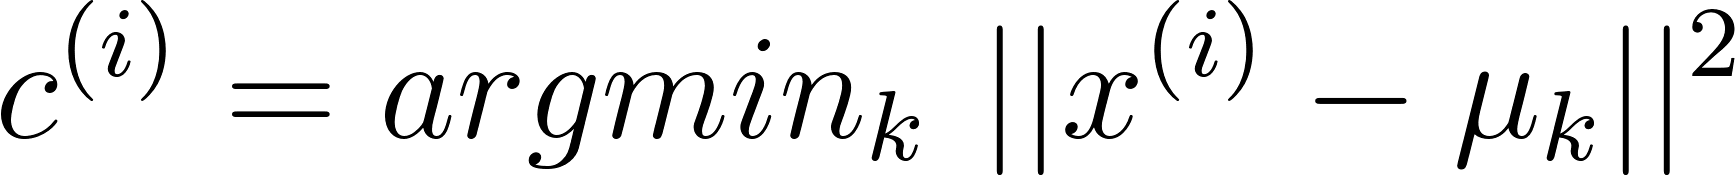 c^{(i)} = argmin_k ||x^{(i)} - μ_k||^2